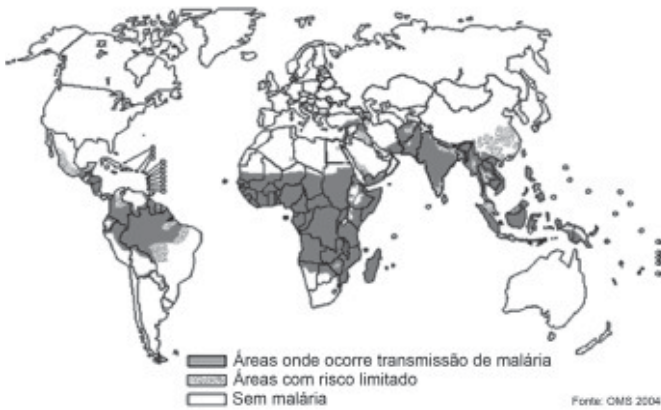 Áreas onde ocorre transmissão de malária
Áreas com risco limitado
Sem malária
Fonte: OMS 2004